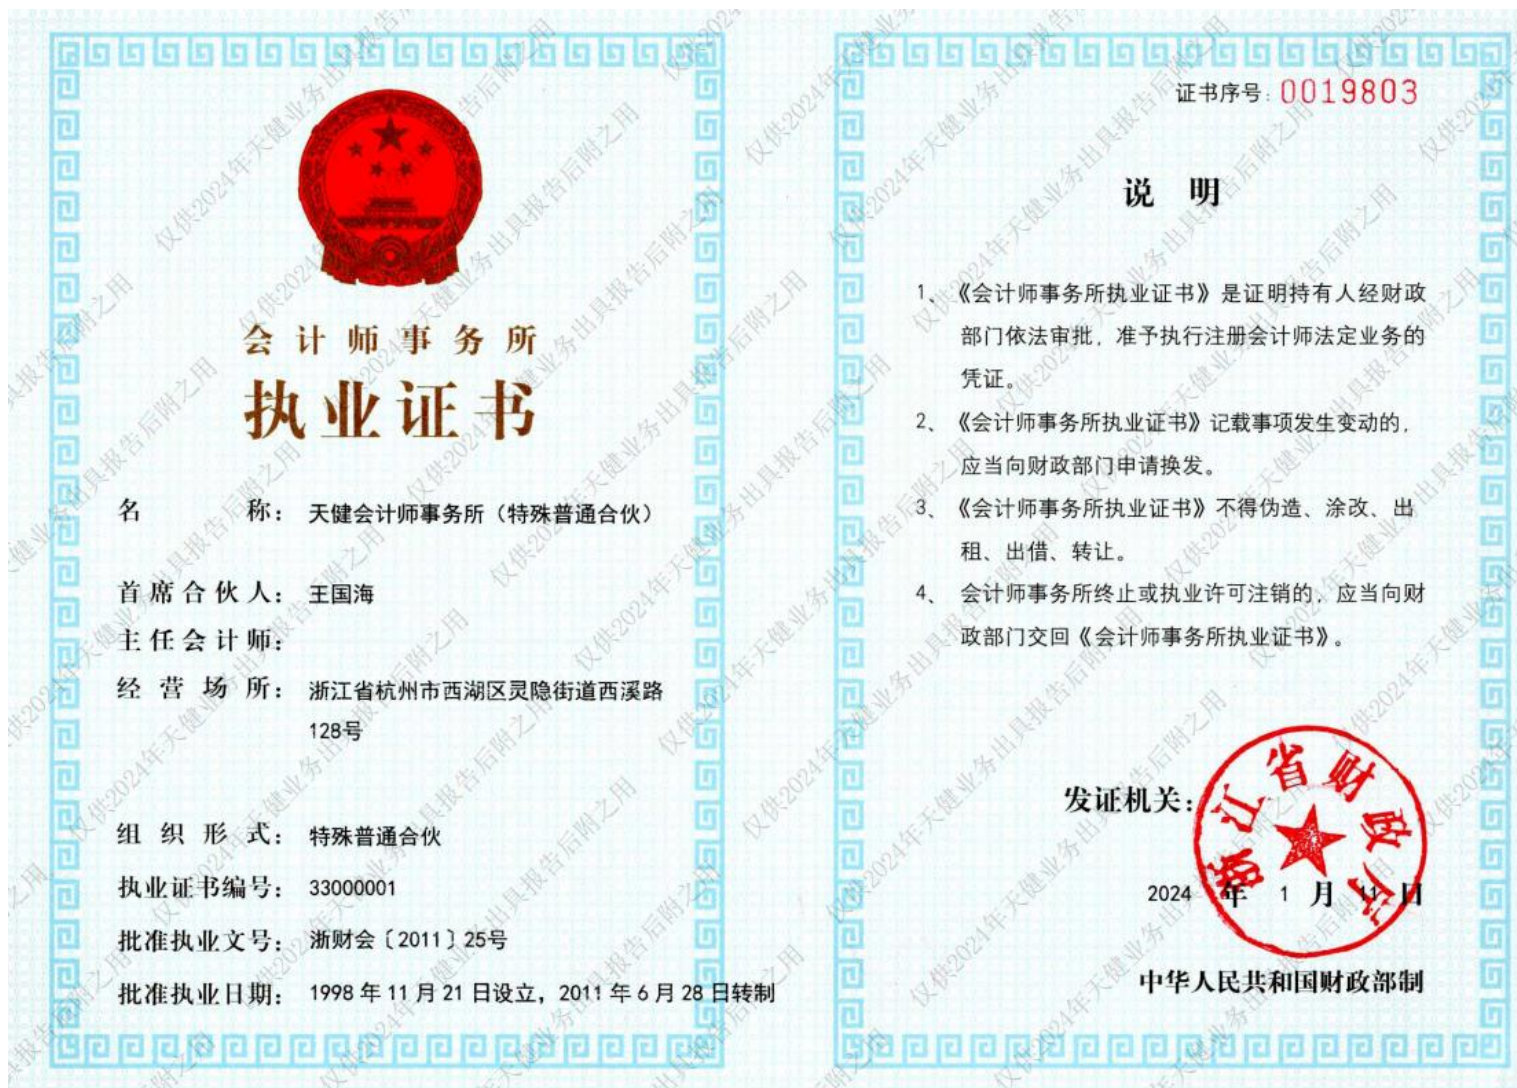 会计师事务所
执业证书
名称：天健会计师事务所（特殊普通合伙）
首席合伙人：王国海
主任会计师：
经营场所：浙江省杭州市西湖区灵隐街道西溪路
128号
组织形式：特殊普通合伙
执业证书编号：33000001
批准执业文号：浙财会〔2011〕25号
批准执业日期：1998年11月21日设立，2011年6月28日转制
证书序号：0019803
说 明
1、《会计师事务所执业证书》是证明持有人经财政
部门依法审批，准予执行注册会计师法定业务的
凭证。
2、《会计师事务所执业证书》记载事项发生变动的，
应当向财政部门申请换发。
3、《会计师事务所执业证书》不得伪造、涂改、出
租、出借、转让。
4、会计师事务所终止或执业许可注销的，应当向财
政部门交回《会计师事务所执业证书》。
发证机关：
浙江省财政厅
2024年1月11日
中华人民共和国财政部制
仅供2024年天健业务出具报告后附之用